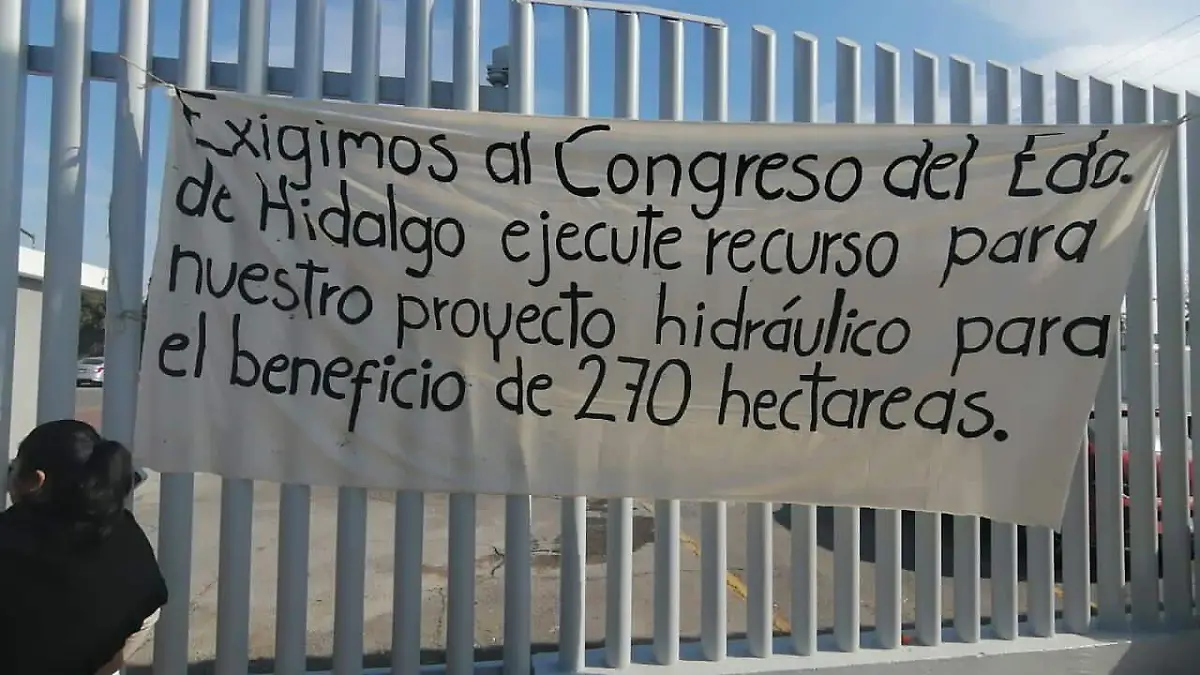 Exigimos al Congreso del Edo.
de Hidalgo ejecute recurso para
nuestro proyecto hidráulico para
el beneficio de 270 hectareas.